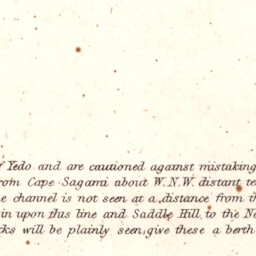 f Yedo and are cautioned against mistaking
rom Cape Sagami about W.N.W. distant te
e channel is not seen at a distance from th
in upon this line and Saddle Hill to the No
cks will be plainly seen, give these a berth